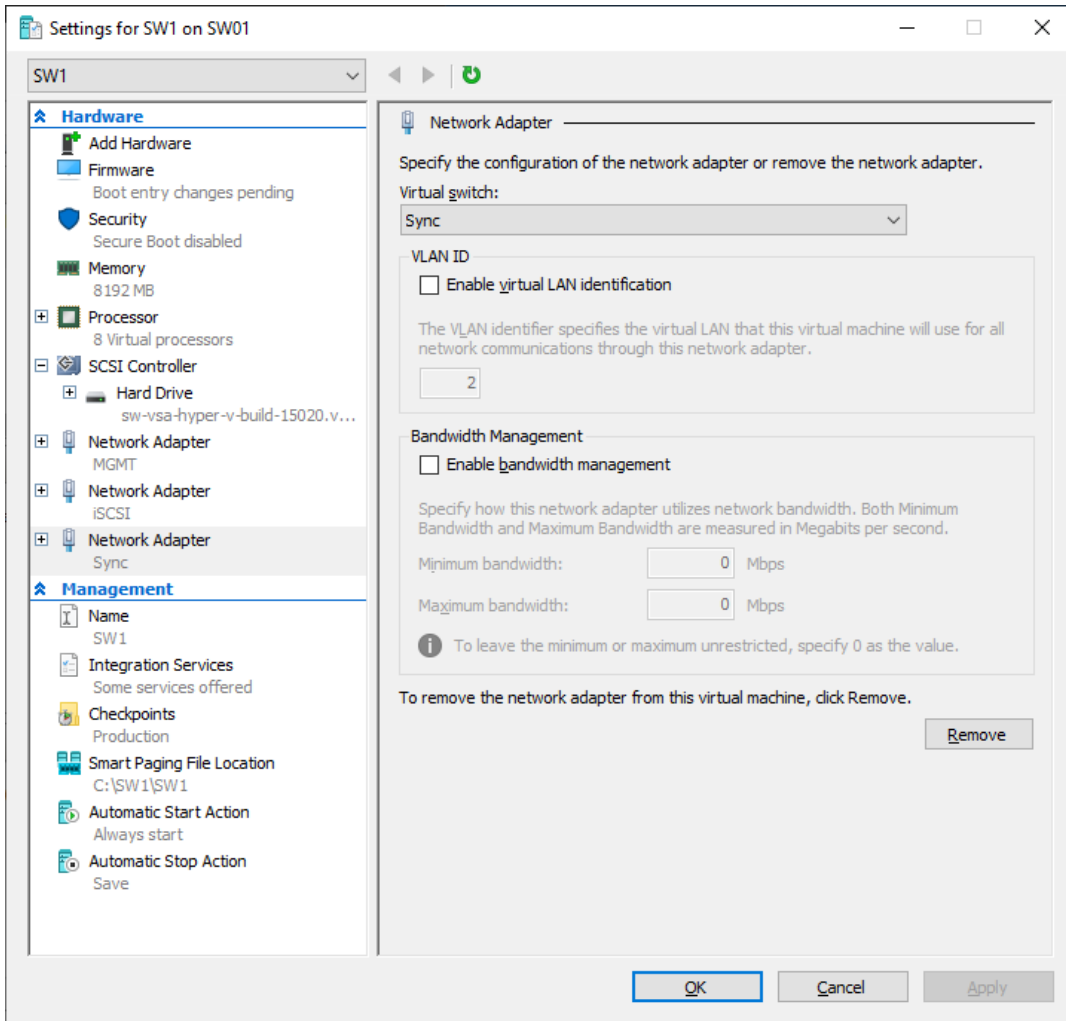 Settings for SW1 on SW01
SW1
Hardware
Add Hardware
Firmware
Boot entry changes pending
Security
Secure Boot disabled
Memory
8192 MB
Processor
8 Virtual processors
SCSI Controller
Hard Drive
sw-vsa-hyper-v-build-15020.v...
Network Adapter
MGMT
Network Adapter
iSCSI
Network Adapter
Sync
Management
Name
SW1
Integration Services
Some services offered
Checkpoints
Production
Smart Paging File Location
C:\SW1\SW1
Automatic Start Action
Always start
Automatic Stop Action
Save
Network Adapter
Specify the configuration of the network adapter or remove the network adapter.
Virtual switch:
Sync
VLAN ID
Enable virtual LAN identification
The VLAN identifier specifies the virtual LAN that this virtual machine will use for all
network communications through this network adapter.
2
Bandwidth Management
Enable bandwidth management
Specify how this network adapter utilizes network bandwidth. Both Minimum
Bandwidth and Maximum Bandwidth are measured in Megabits per second.
Minimum bandwidth: 0 Mbps
Maximum bandwidth: 0 Mbps
To leave the minimum or maximum unrestricted, specify 0 as the value.
To remove the network adapter from this virtual machine, click Remove.
Remove
OK Cancel Apply